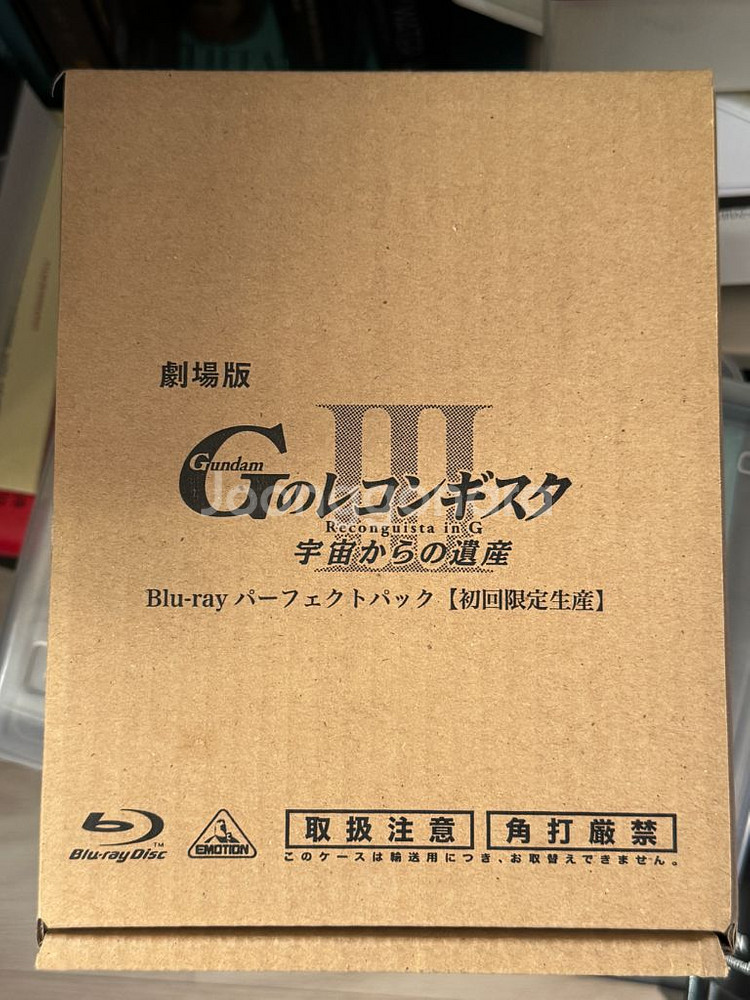 劇場版
III
Gundam
Gのレコンギスタ
Reconguista in G
宇宙からの遺産
Blu-ray パーフェクトパック【初回限定生産】
Blu-ray Disc TM
EMOTION
取扱注意 角打厳禁
このケースは輸送用につき、お取替えできません。